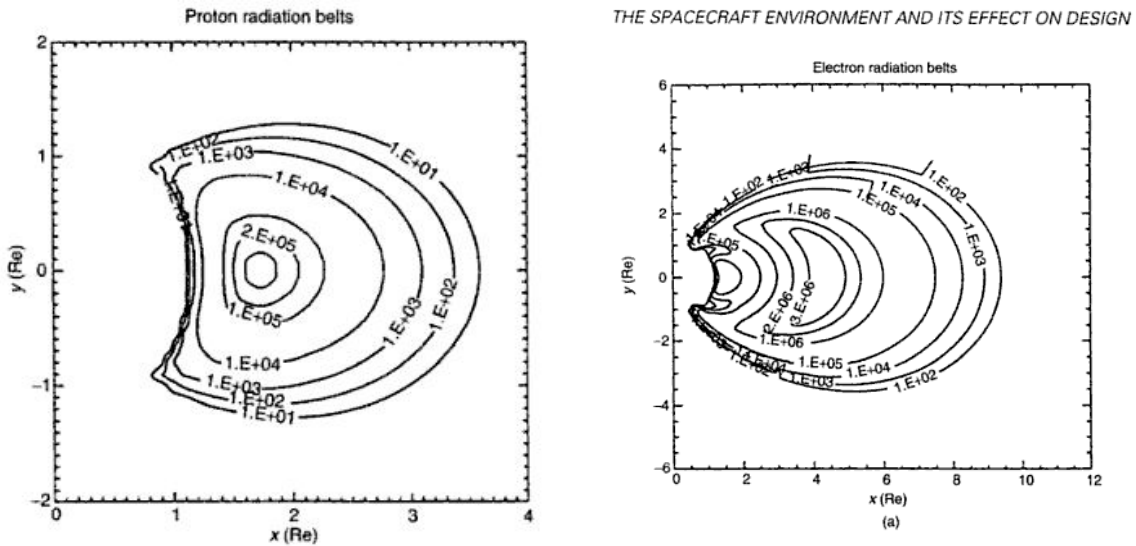 Proton radiation belts
2
1
0
−1
−2
y (Re)
0
1
2
3
4
x (Re)
1.E+02
1.E+03
1.E+01
1.E+04
2.E+05
1.E+05
1.E+04
1.E+03
1.E+02
1.E+01
1.E+02
THE SPACECRAFT ENVIRONMENT AND ITS EFFECT ON DESIGN
Electron radiation belts
6
4
2
0
−2
−4
−6
y (Re)
0
2
4
6
8
10
12
x (Re)
(a)
1.E+04
1.E+02
1.E+03
1.E+02
1.E+04
1.E+05
1.E+05
1.E+06
1.E+03
2.E+06
3.E+06
1.E+06
1.E+05
1.E+04
1.E+03
1.E+02
1.E+02